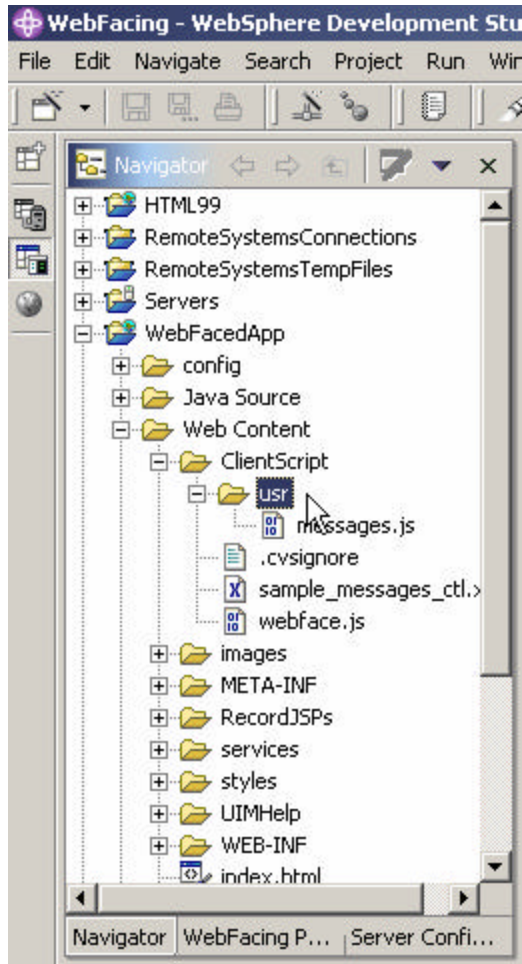 WebFacing - WebSphere Development Stu
File Edit Navigate Search Project Run Win
Navigator
HTML99
RemoteSystemsConnections
RemoteSystemsTempFiles
Servers
WebFacedApp
config
Java Source
Web Content
ClientScript
usr
messages.js
.cvsignore
sample_messages_ctl.x
webface.js
images
META-INF
RecordJSPs
services
styles
UIMHelp
WEB-INF
index.html
Navigator WebFacing P... Server Confi...